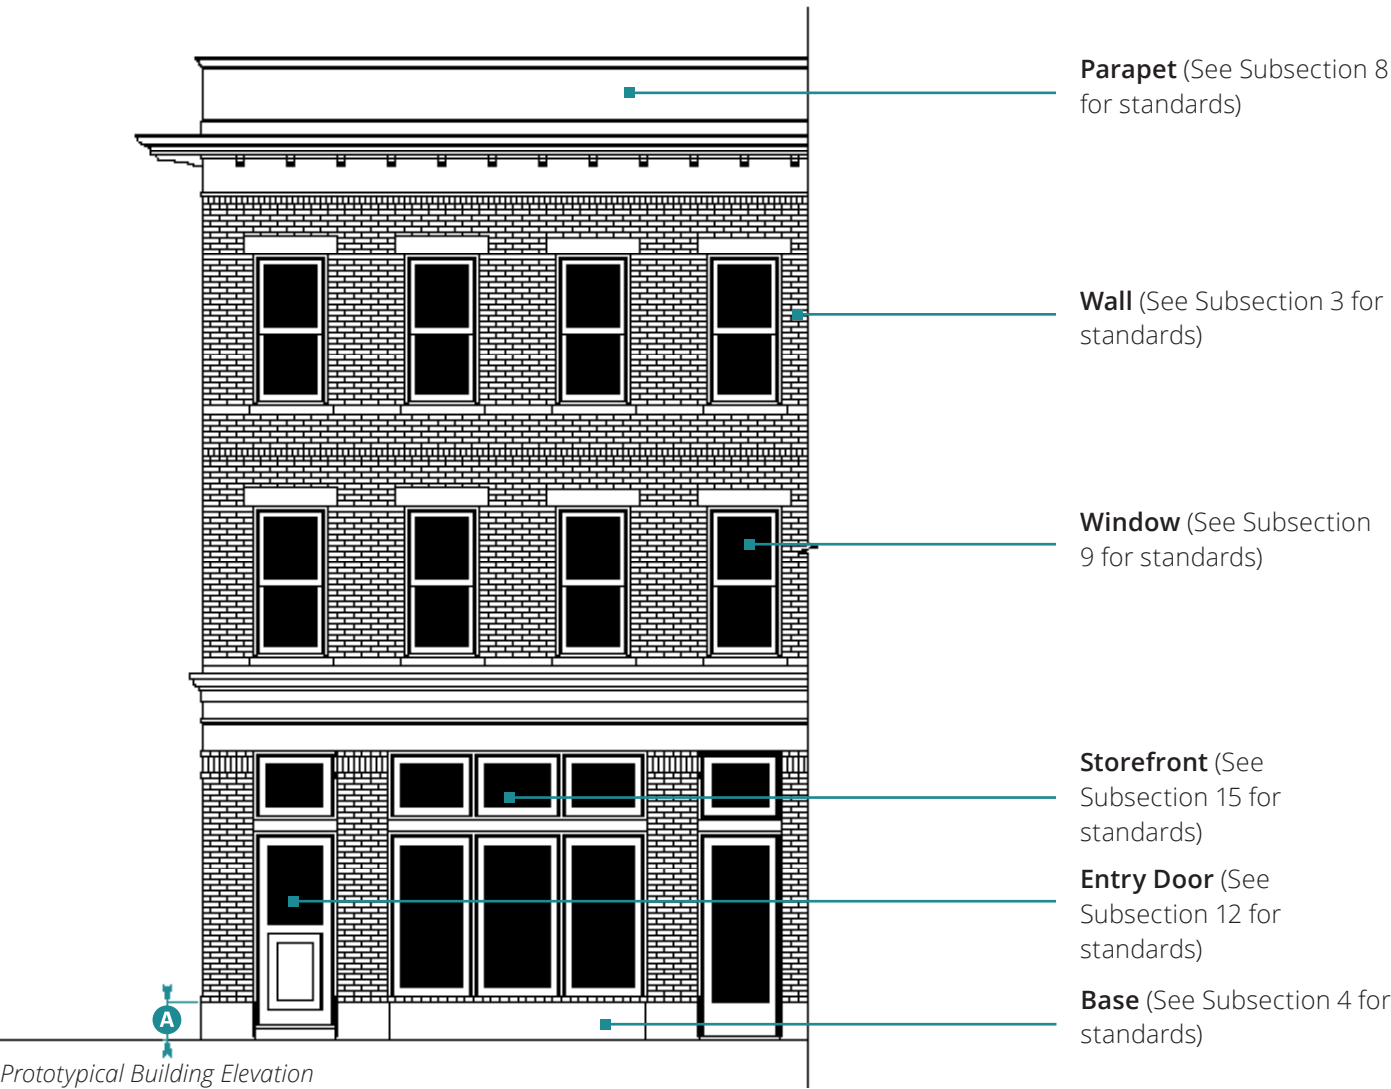 Parapet (See Subsection 8
for standards)
Wall (See Subsection 3 for
standards)
Window (See Subsection
9 for standards)
Storefront (See
Subsection 15 for
standards)
Entry Door (See
Subsection 12 for
standards)
Base (See Subsection 4 for
standards)
A
Prototypical Building Elevation